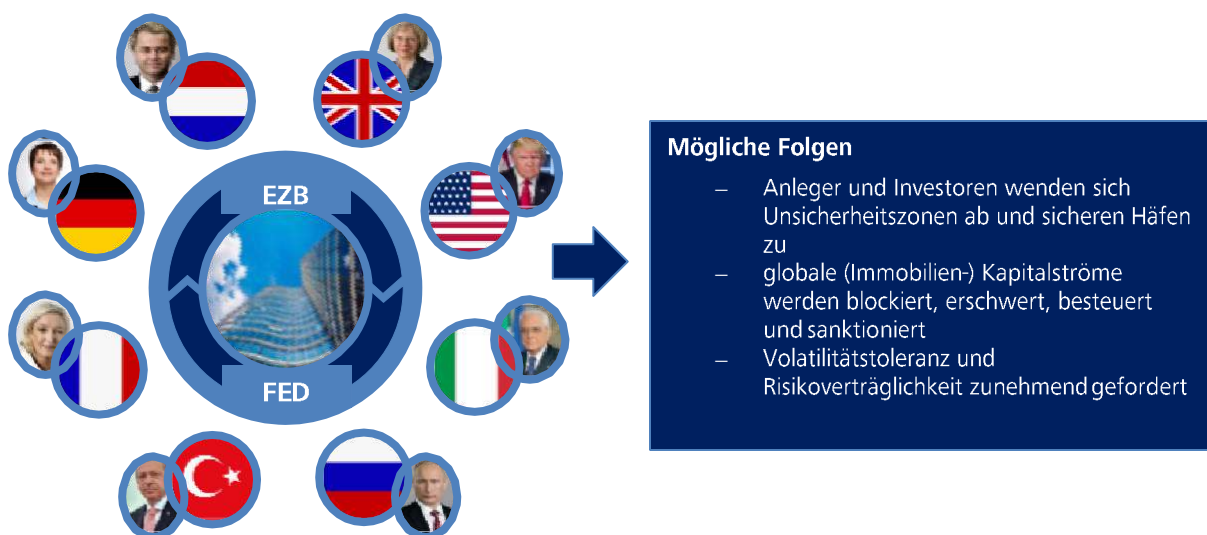 EZB
FED
Mögliche Folgen
– Anleger und Investoren wenden sich
Unsicherheitszonen ab und sicheren Häfen
zu
– globale (Immobilien-) Kapitalströme
werden blockiert, erschwert, besteuert
und sanktioniert
– Volatilitätstoleranz und
Risikoverträglichkeit zunehmend gefordert